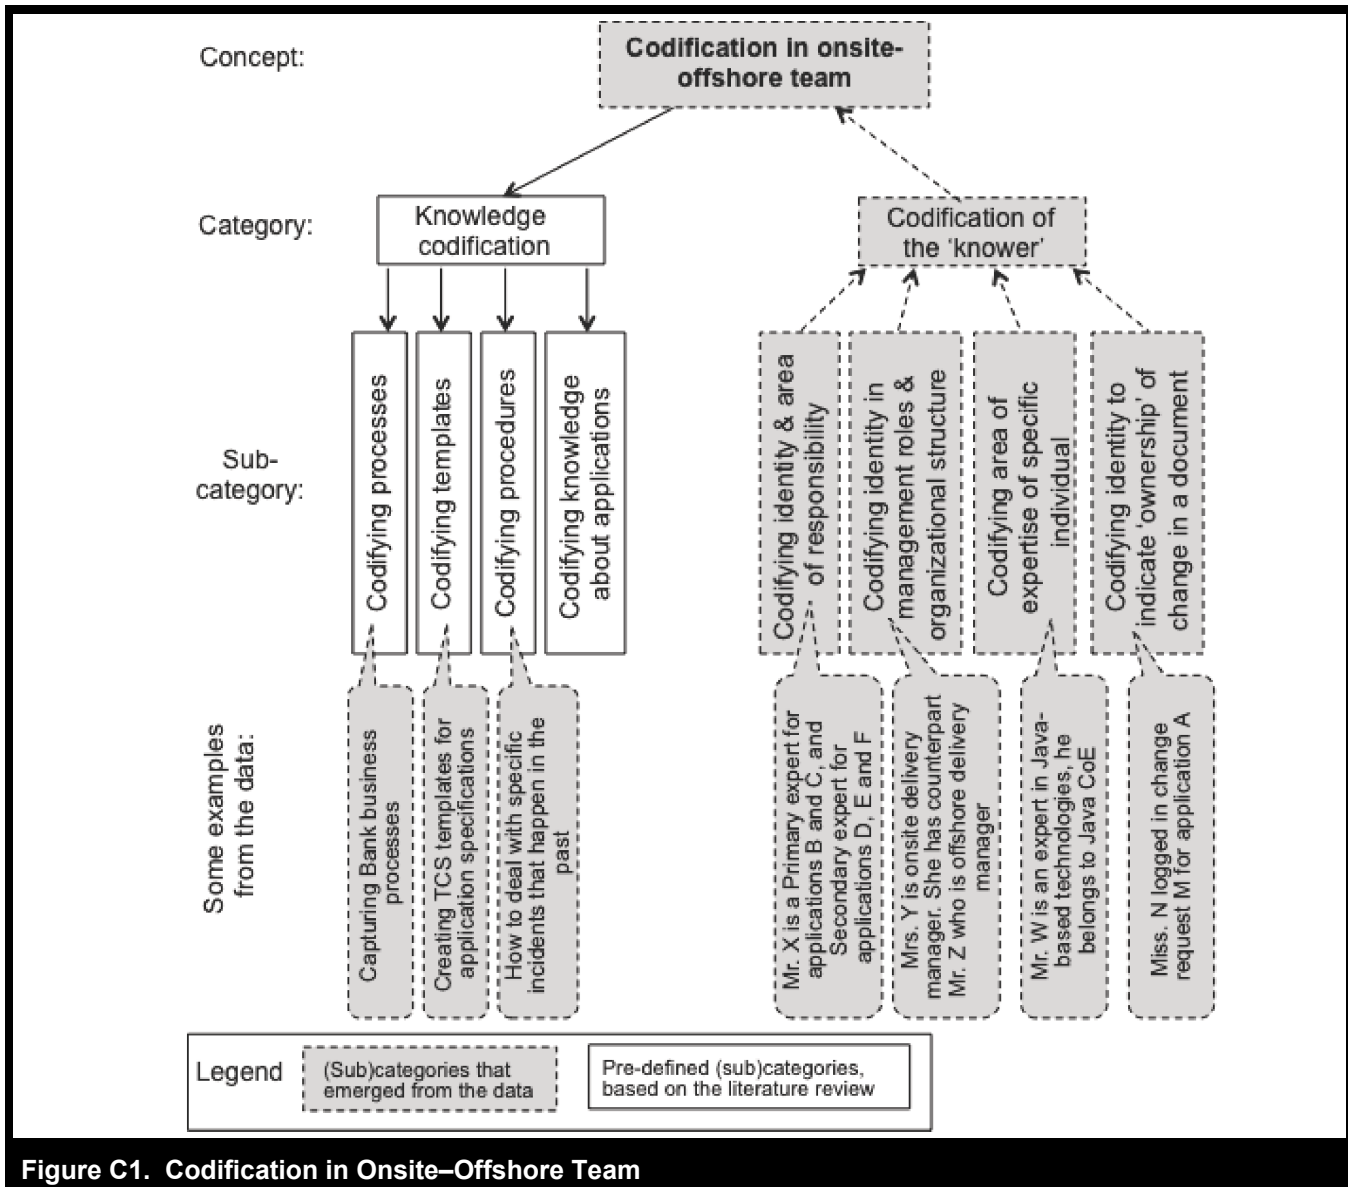 Concept:
Codification in onsite-
offshore team
Category:
Knowledge
codification
Codification of
the ‘knower’
Sub-
category:
Codifying processes
Codifying templates
Codifying procedures
Codifying knowledge
about applications
Codifying identity & area
of responsibility
Codifying identity in
management roles &
organizational structure
Codifying area of
expertise of specific
individual
Codifying identity to
indicate ‘ownership’ of
change in a document
Some examples
from the data:
Capturing Bank business
processes
Creating TCS templates for
application specifications
How to deal with specific
incidents that happen in the
past
Mr. X is a Primary expert for
applications B and C, and
Secondary expert for
applications D, E and F
Mrs. Y is onsite delivery
manager. She has counterpart
Mr. Z who is offshore delivery
manager
Mr. W is an expert in Java-
based technologies, he
belongs to Java CoE
Miss. N logged in change
request M for application A
Legend
(Sub)categories that
emerged from the data
Pre-defined (sub)categories,
based on the literature review
Figure C1. Codification in Onsite–Offshore Team